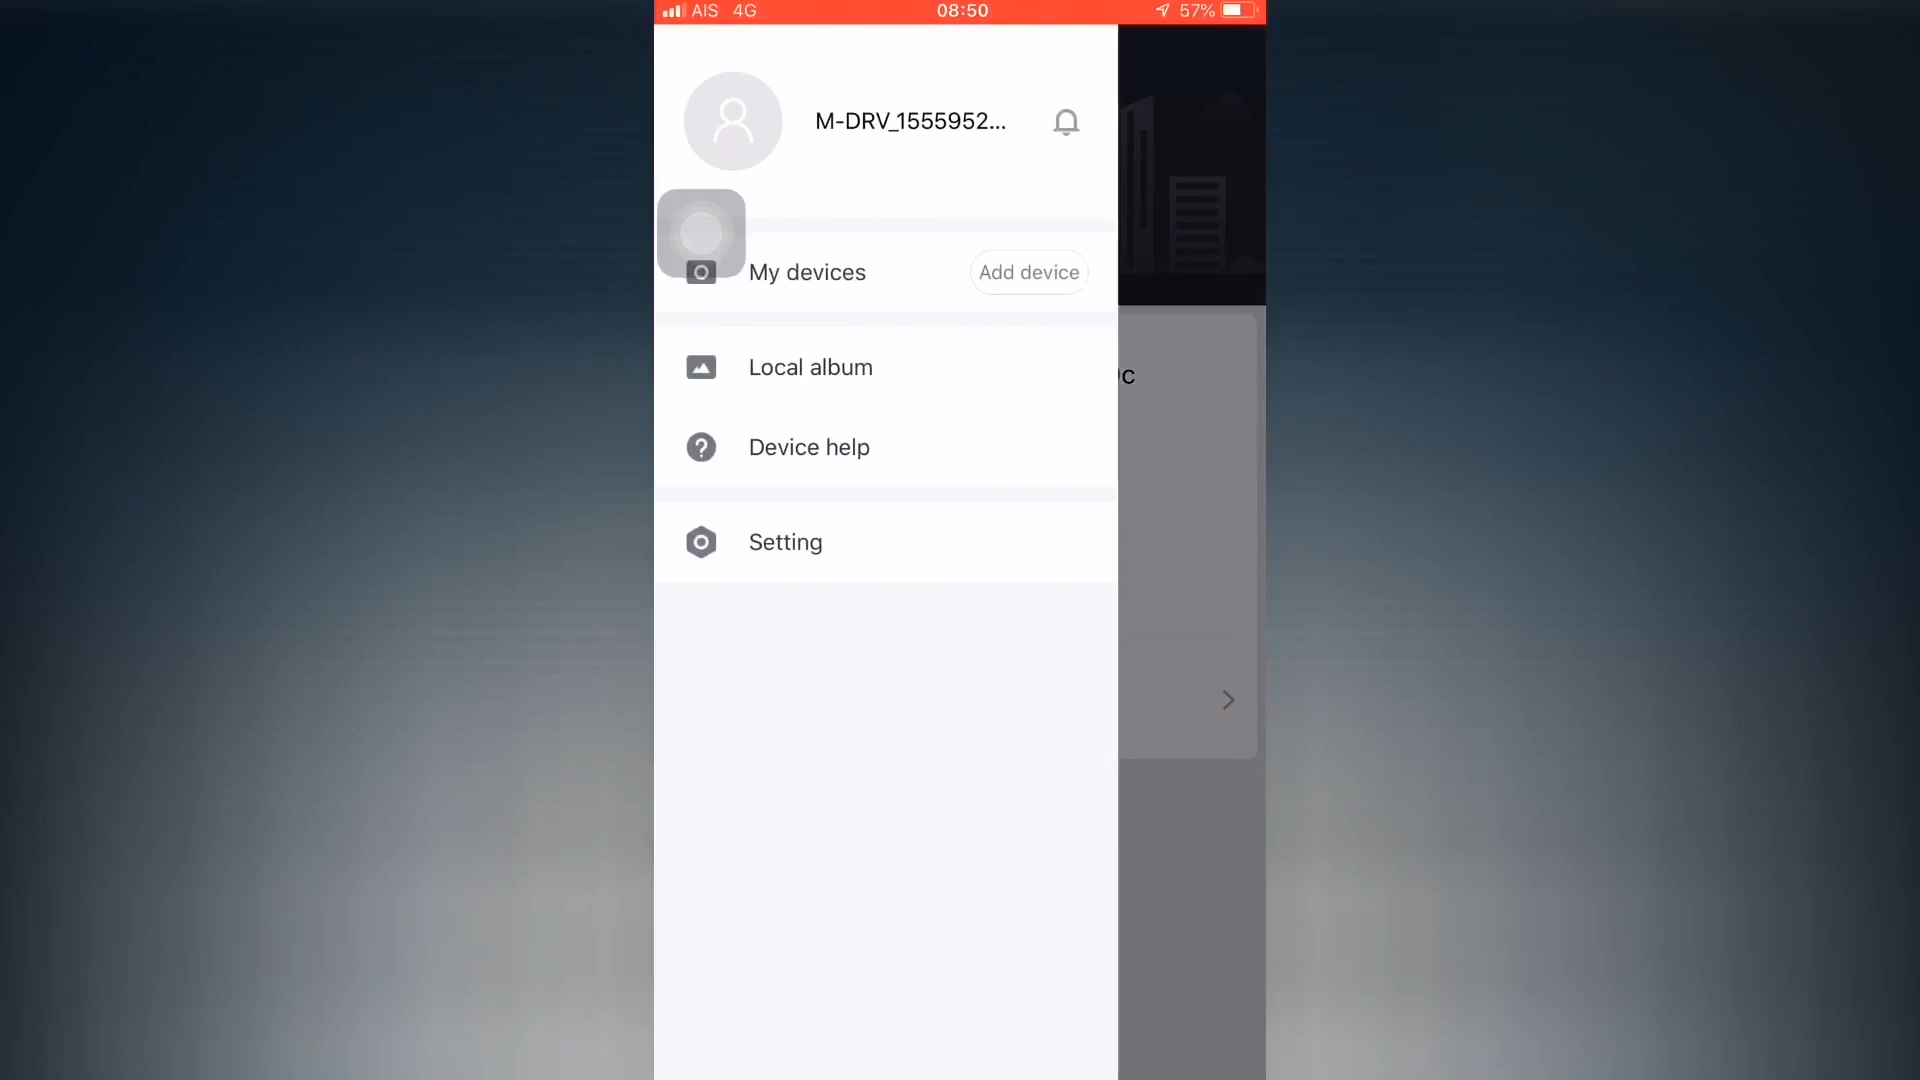 AIS 4G 08:50 57%
M-DRV_1555952...
My devices Add device
c
Local album
Device help
Setting